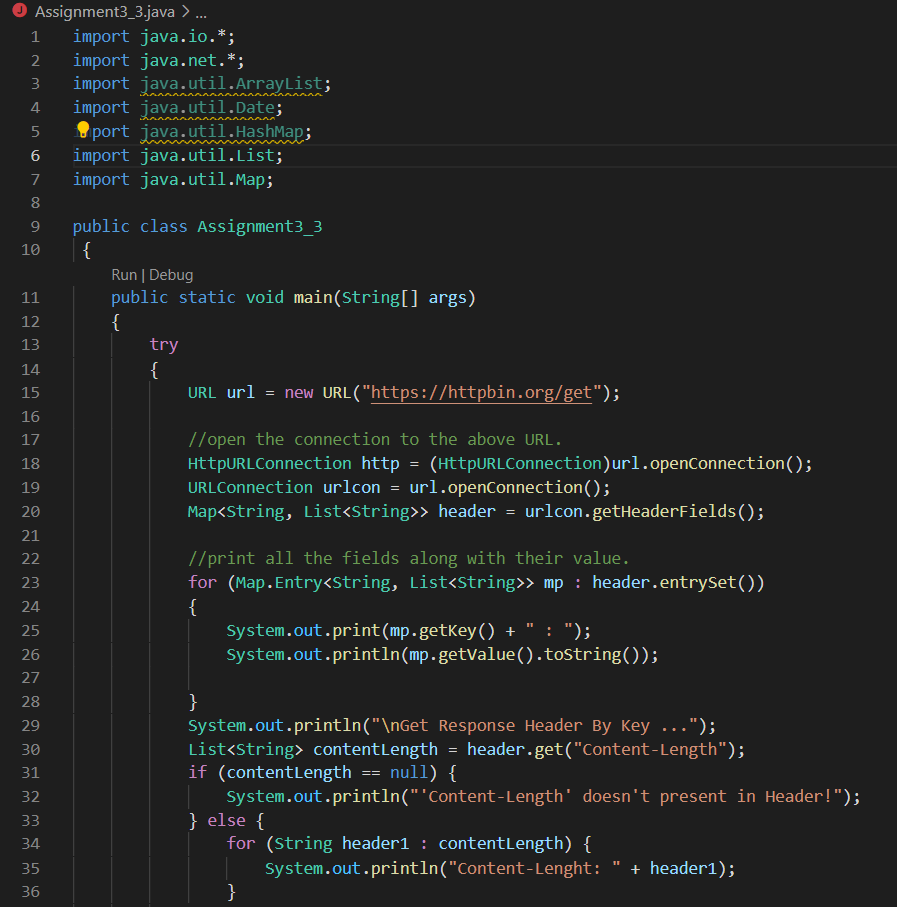 Assignment3_3.java > ...
1 import java.io.*;
2 import java.net.*;
3 import java.util.ArrayList;
4 import java.util.Date;
5 import java.util.HashMap;
6 import java.util.List;
7 import java.util.Map;
8
9 public class Assignment3_3
10  {
Run | Debug
11     public static void main(String[] args)
12     {
13         try
14         {
15             URL url = new URL("https://httpbin.org/get");
16
17             //open the connection to the above URL.
18             HttpURLConnection http = (HttpURLConnection)url.openConnection();
19             URLConnection urlcon = url.openConnection();
20             Map<String, List<String>> header = urlcon.getHeaderFields();
21
22             //print all the fields along with their value.
23             for (Map.Entry<String, List<String>> mp : header.entrySet())
24             {
25                 System.out.print(mp.getKey() + " : ");
26                 System.out.println(mp.getValue().toString());
27
28             }
29             System.out.println("\nGet Response Header By Key ...");
30             List<String> contentLength = header.get("Content-Length");
31             if (contentLength == null) {
32                 System.out.println("'Content-Length' doesn't present in Header!");
33             } else {
34                 for (String header1 : contentLength) {
35                     System.out.println("Content-Lenght: " + header1);
36                 }